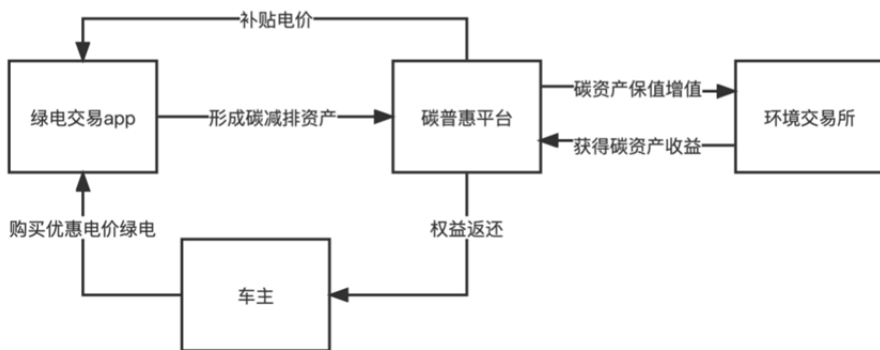 补贴电价
绿电交易app
形成碳减排资产
碳普惠平台
碳资产保值增值
获得碳资产收益
环境交易所
购买优惠电价绿电
权益返还
车主